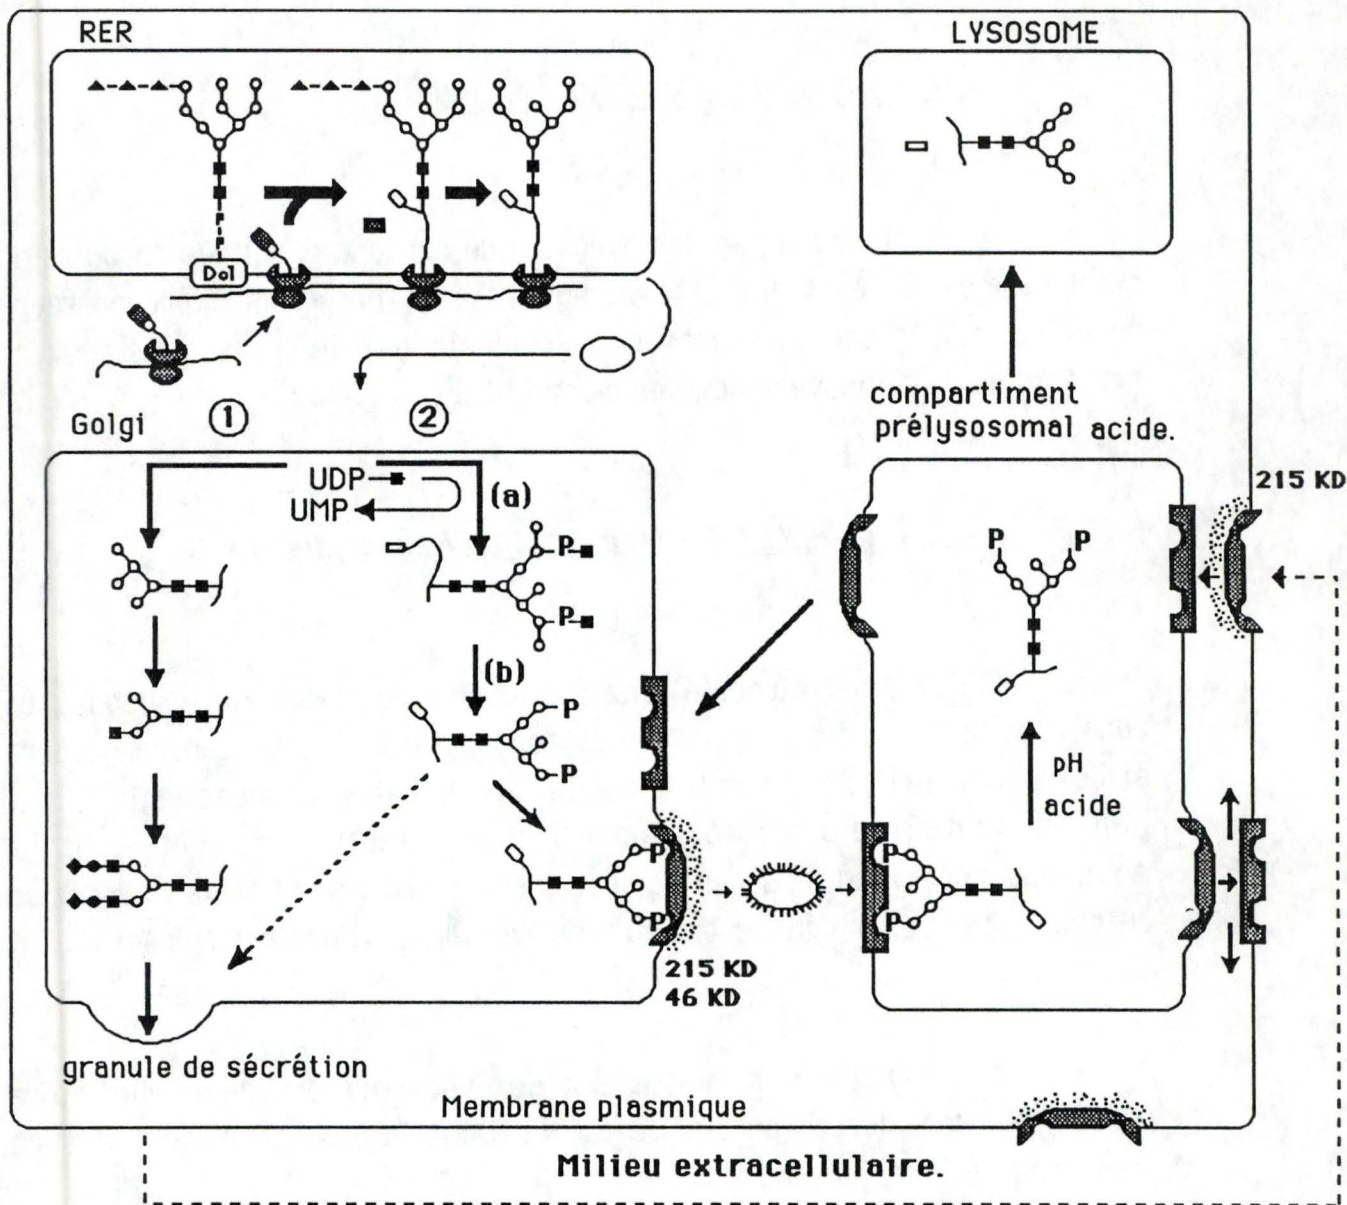 RER
LYSOSOME
Dol
Golgi
①
②
compartiment
prélysosomal acide.
UDP
UMP
(a)
215 KD
P
P
P
P
(b)
P
P
pH
acide
P
P
P
P
215 KD
46 KD
granule de sécrétion
Membrane plasmique
Milieu extracellulaire.